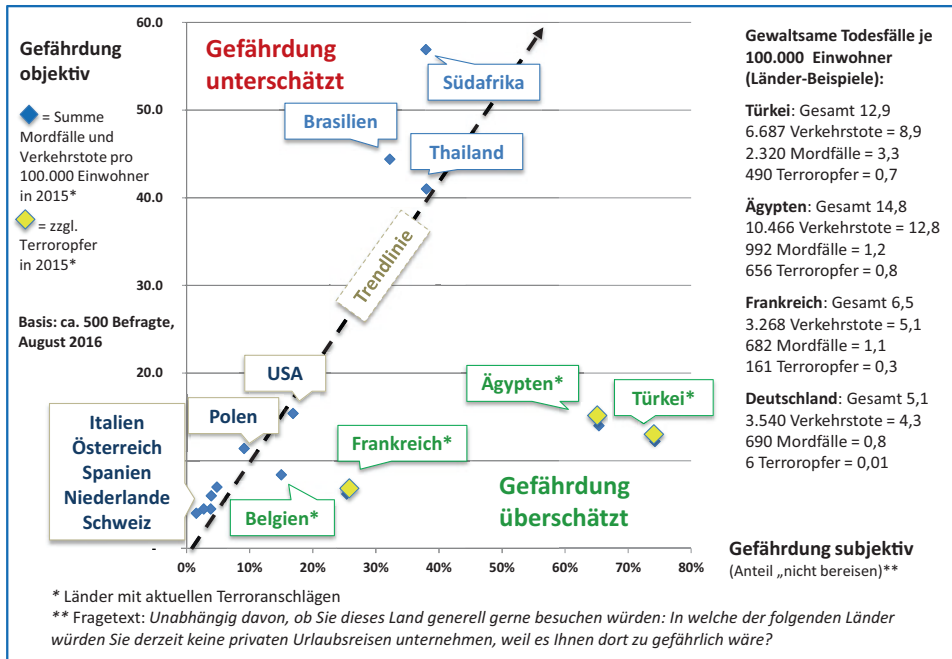 Gefährdung
objektiv
= Summe
Mordfälle und
Verkehrstote pro
100.000 Einwohner
in 2015*
= zzgl.
Terroropfer
in 2015*
Basis: ca. 500 Befragte,
August 2016
60.0
50.0
40.0
30.0
20.0
-
0%
10%
20%
30%
40%
50%
60%
70%
80%
Gefährdung
unterschätzt
Südafrika
Brasilien
Thailand
Trendlinie
USA
Polen
Italien
Österreich
Spanien
Niederlande
Schweiz
Frankreich*
Belgien*
Ägypten*
Türkei*
Gefährdung
überschätzt
Gewaltsame Todesfälle je
100.000 Einwohner
(Länder-Beispiele):
Türkei: Gesamt 12,9
6.687 Verkehrstote = 8,9
2.320 Mordfälle = 3,3
490 Terroropfer = 0,7
Ägypten: Gesamt 14,8
10.466 Verkehrstote = 12,8
992 Mordfälle = 1,2
656 Terroropfer = 0,8
Frankreich: Gesamt 6,5
3.268 Verkehrstote = 5,1
682 Mordfälle = 1,1
161 Terroropfer = 0,3
Deutschland: Gesamt 5,1
3.540 Verkehrstote = 4,3
690 Mordfälle = 0,8
6 Terroropfer = 0,01
Gefährdung subjektiv
(Anteil „nicht bereisen)**
* Länder mit aktuellen Terroranschlägen
** Fragetext: Unabhängig davon, ob Sie dieses Land generell gerne besuchen würden: In welche der folgenden Länder
würden Sie derzeit keine privaten Urlaubsreisen unternehmen, weil es Ihnen dort zu gefährlich wäre?